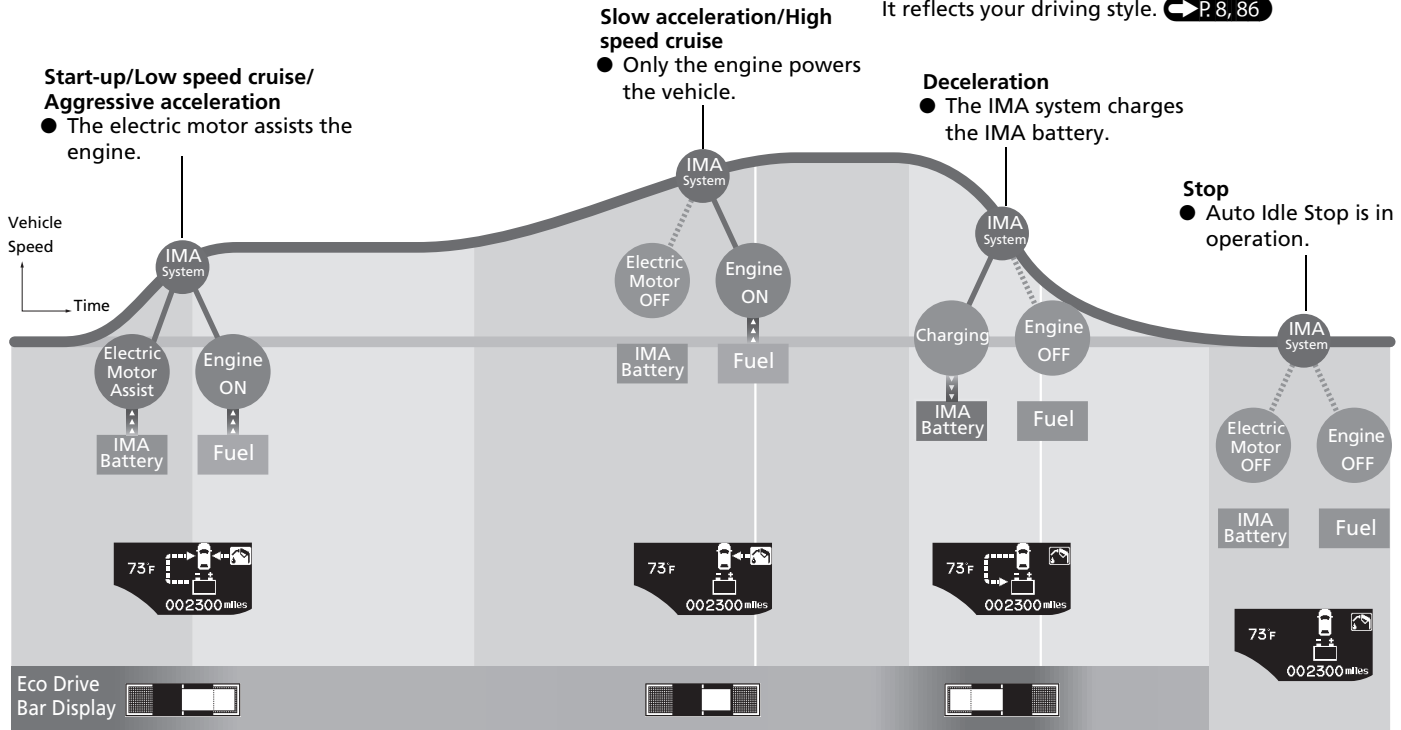 It reflects your driving style. P. 8, 86
Slow acceleration/High
speed cruise
● Only the engine powers
the vehicle.
Start-up/Low speed cruise/
Aggressive acceleration
● The electric motor assists the
engine.
Deceleration
● The IMA system charges
the IMA battery.
Stop
● Auto Idle Stop is in
operation.
Vehicle
Speed
Time
IMA
System
Electric
Motor
Assist
Engine
ON
IMA
Battery
Fuel
IMA
System
Electric
Motor
OFF
Engine
ON
IMA
Battery
Fuel
IMA
System
Charging
Engine
OFF
IMA
Battery
Fuel
IMA
System
Electric
Motor
OFF
Engine
OFF
IMA
Battery
Fuel
73°F
002300 miles
73°F
002300 miles
73°F
002300 miles
73°F
002300 miles
Eco Drive
Bar Display